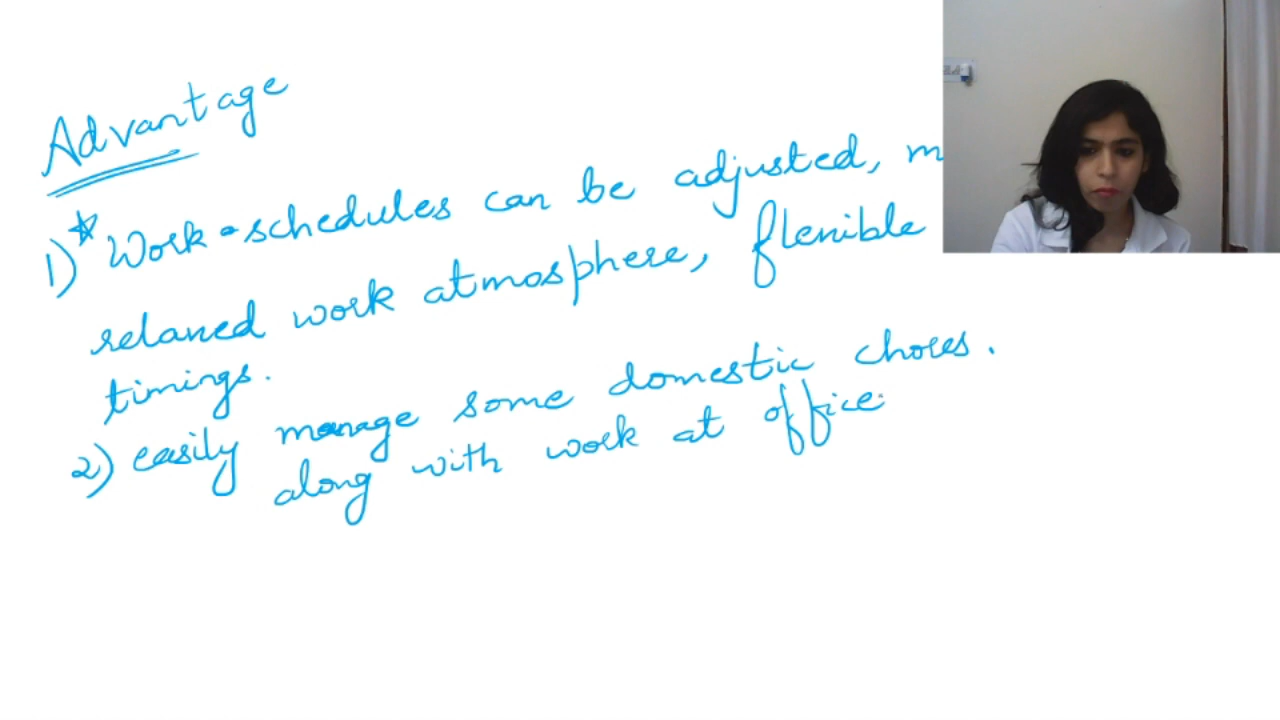 Advantage
1) * Work-schedules can be adjusted, m
relaxed work atmosphere, flexible
timings.
2) easily manage some domestic chores.
along with work at office.